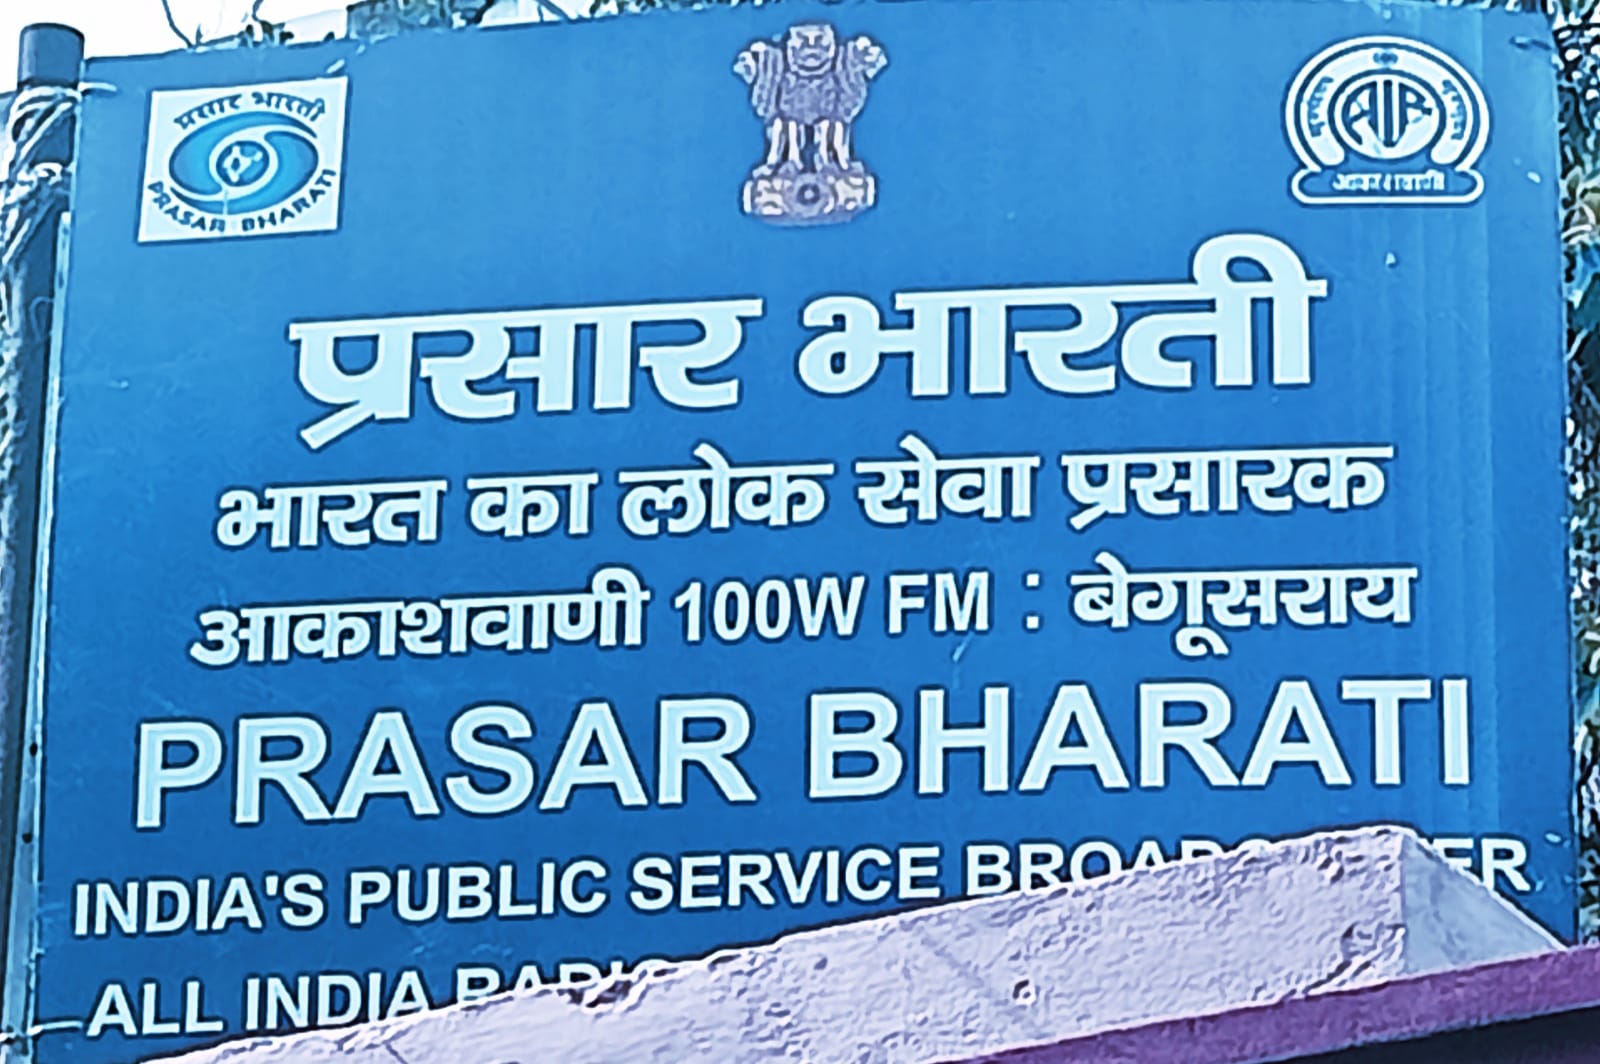 प्रसार भारती
PRASAR BHARATI
AIR
प्रसार भारती
भारत का लोक सेवा प्रसारक
आकाशवाणी 100W FM : बेगूसराय
PRASAR BHARATI
INDIA'S PUBLIC SERVICE
ALL INDIA